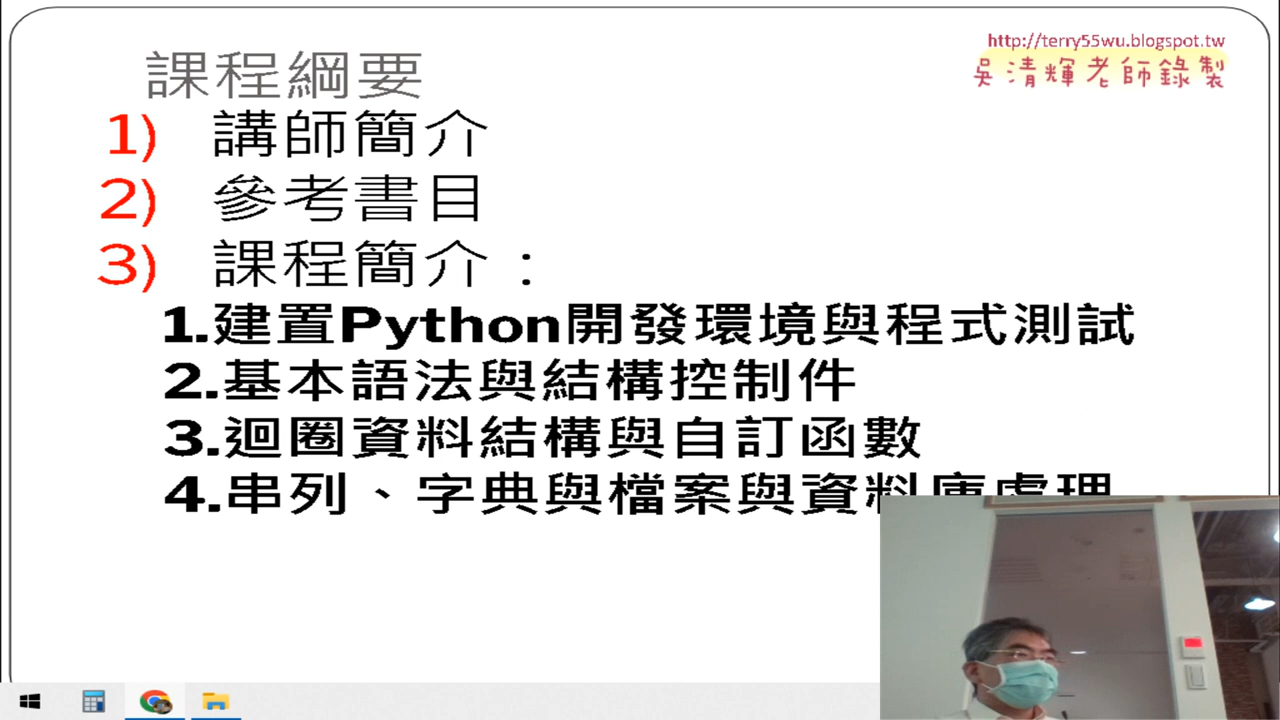 http://terry55wu.blogspot.tw
吳清輝老師錄製
課程綱要
1) 講師簡介
2) 參考書目
3) 課程簡介：
1.建置Python開發環境與程式測試
2.基本語法與結構控制件
3.迴圈資料結構與自訂函數
4.串列、字典與檔案與資料庫處理